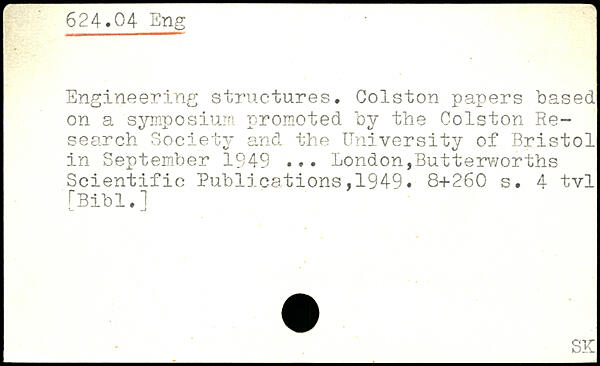 624.04 Eng
Engineering structures. Colston papers based
on a symposium promoted by the Colston Re-
search Society and the University of Bristol
in September 1949 ... London,Butterworths
Scientific Publications,1949. 8+260 s. 4 tvl
[Bibl.]
SK